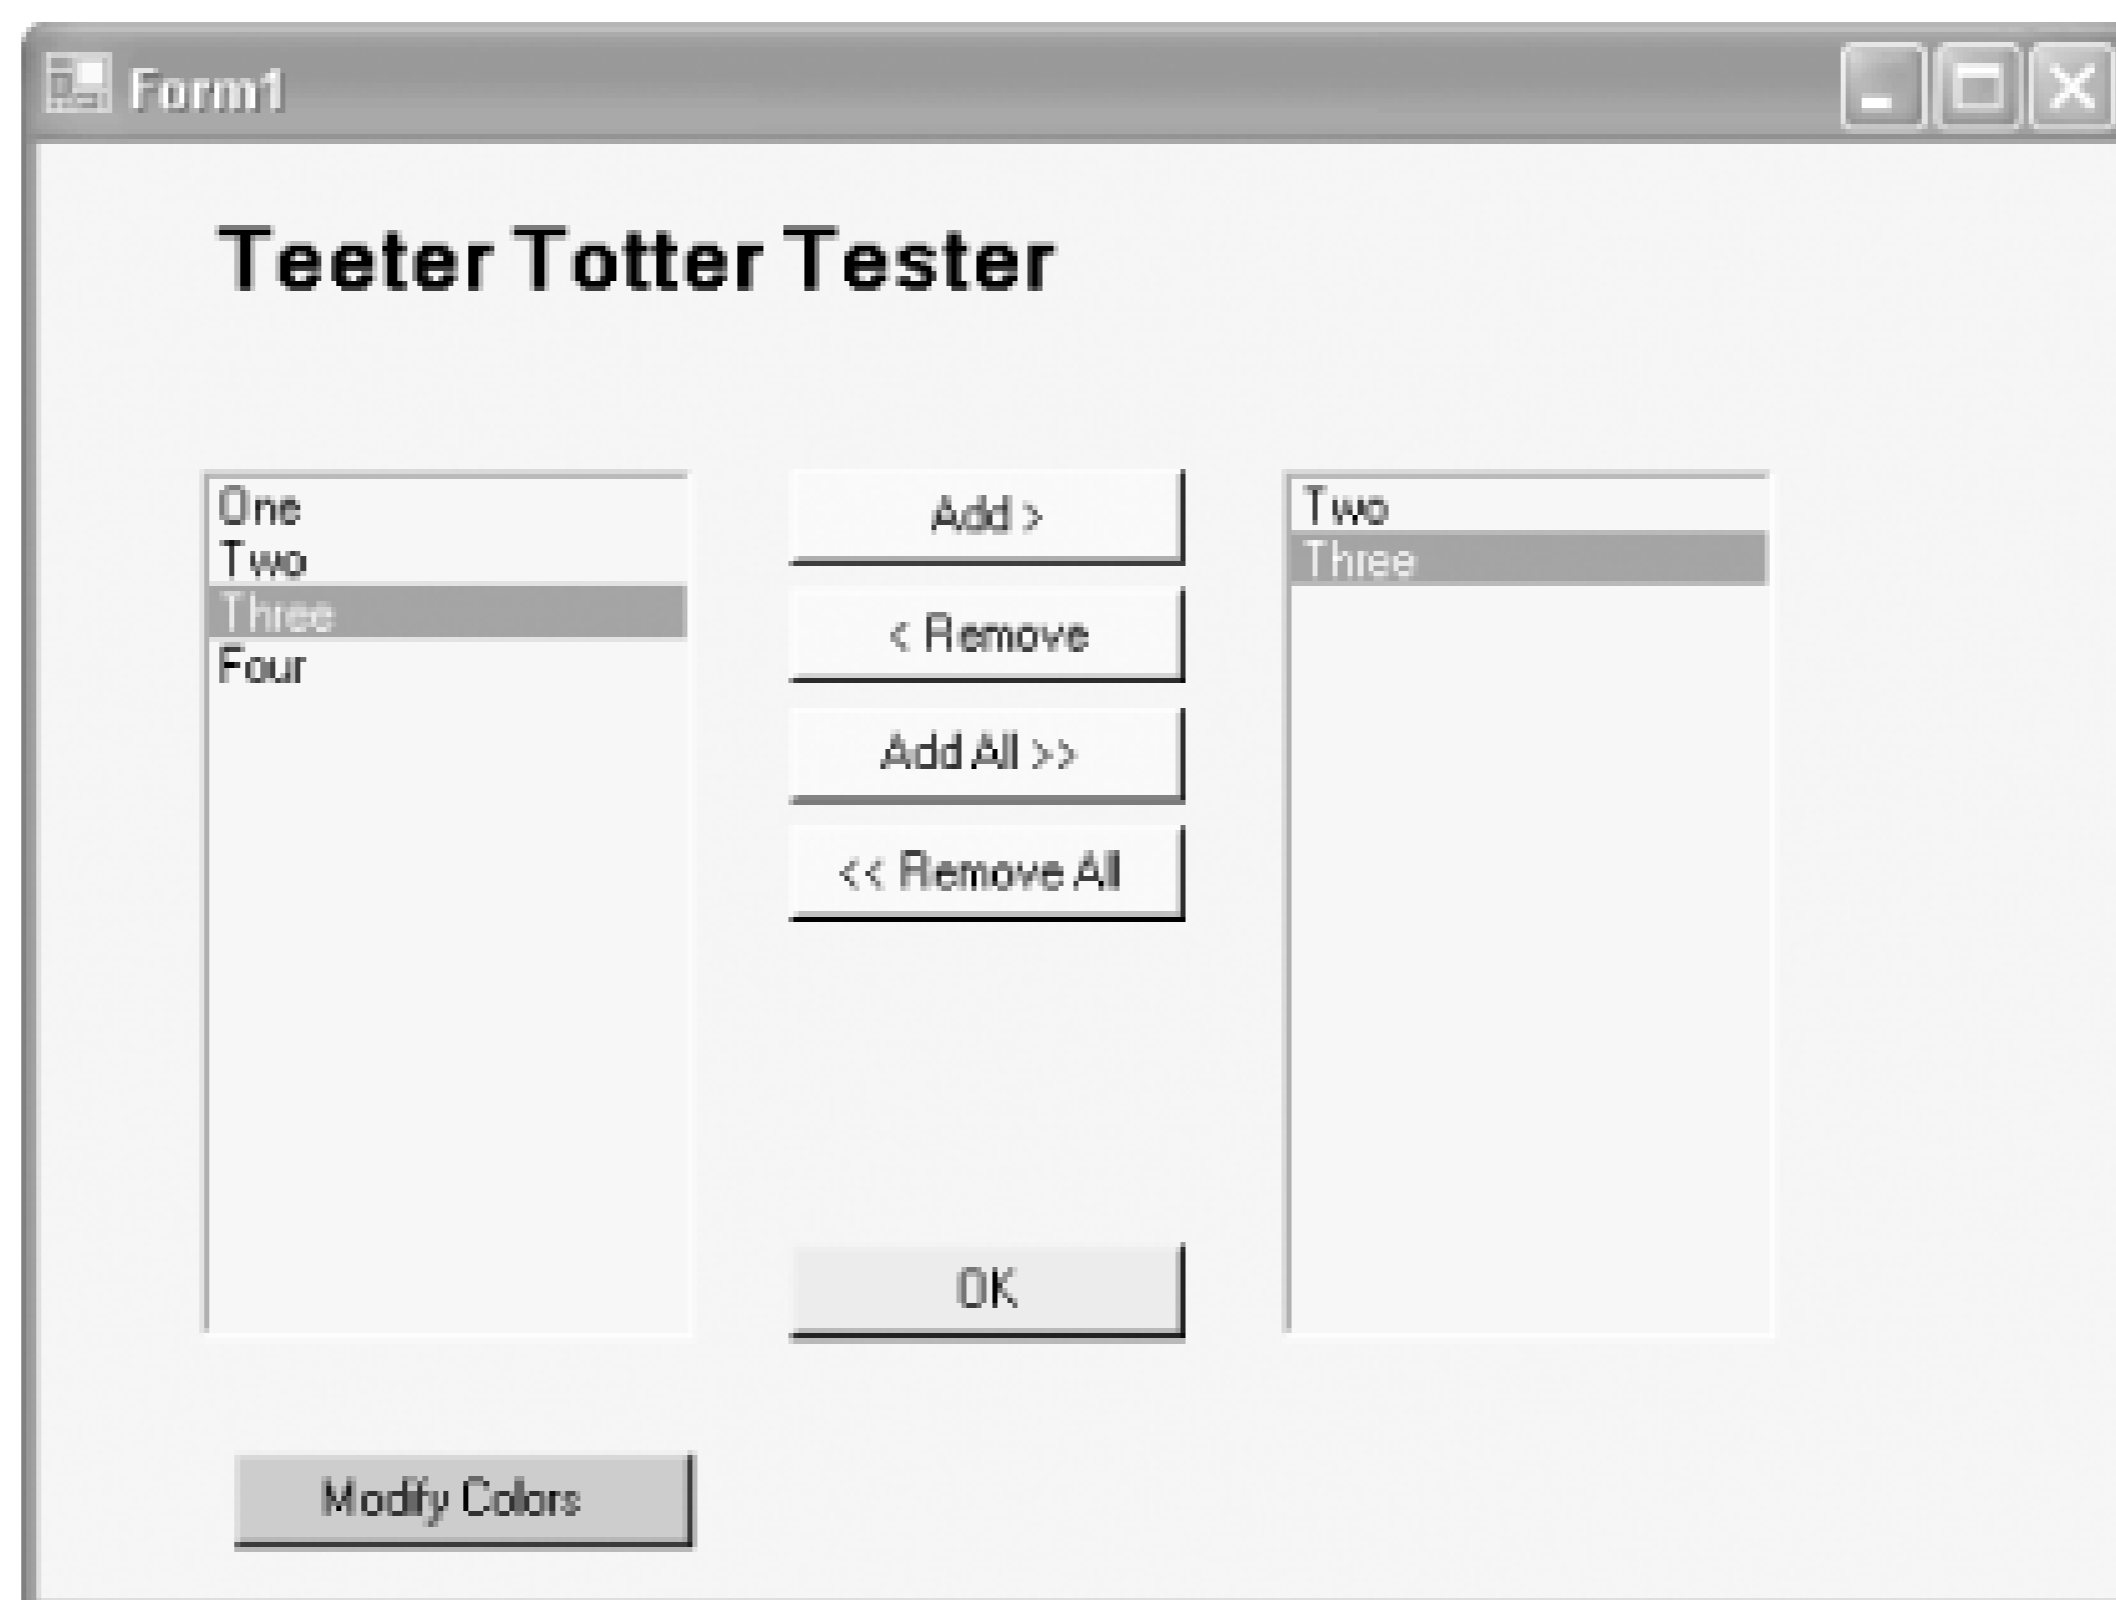 Form1
Teeter Totter Tester
One
Two
Three
Four
Add >
< Remove
Add All >>
<< Remove All
OK
Two
Three
Modify Colors